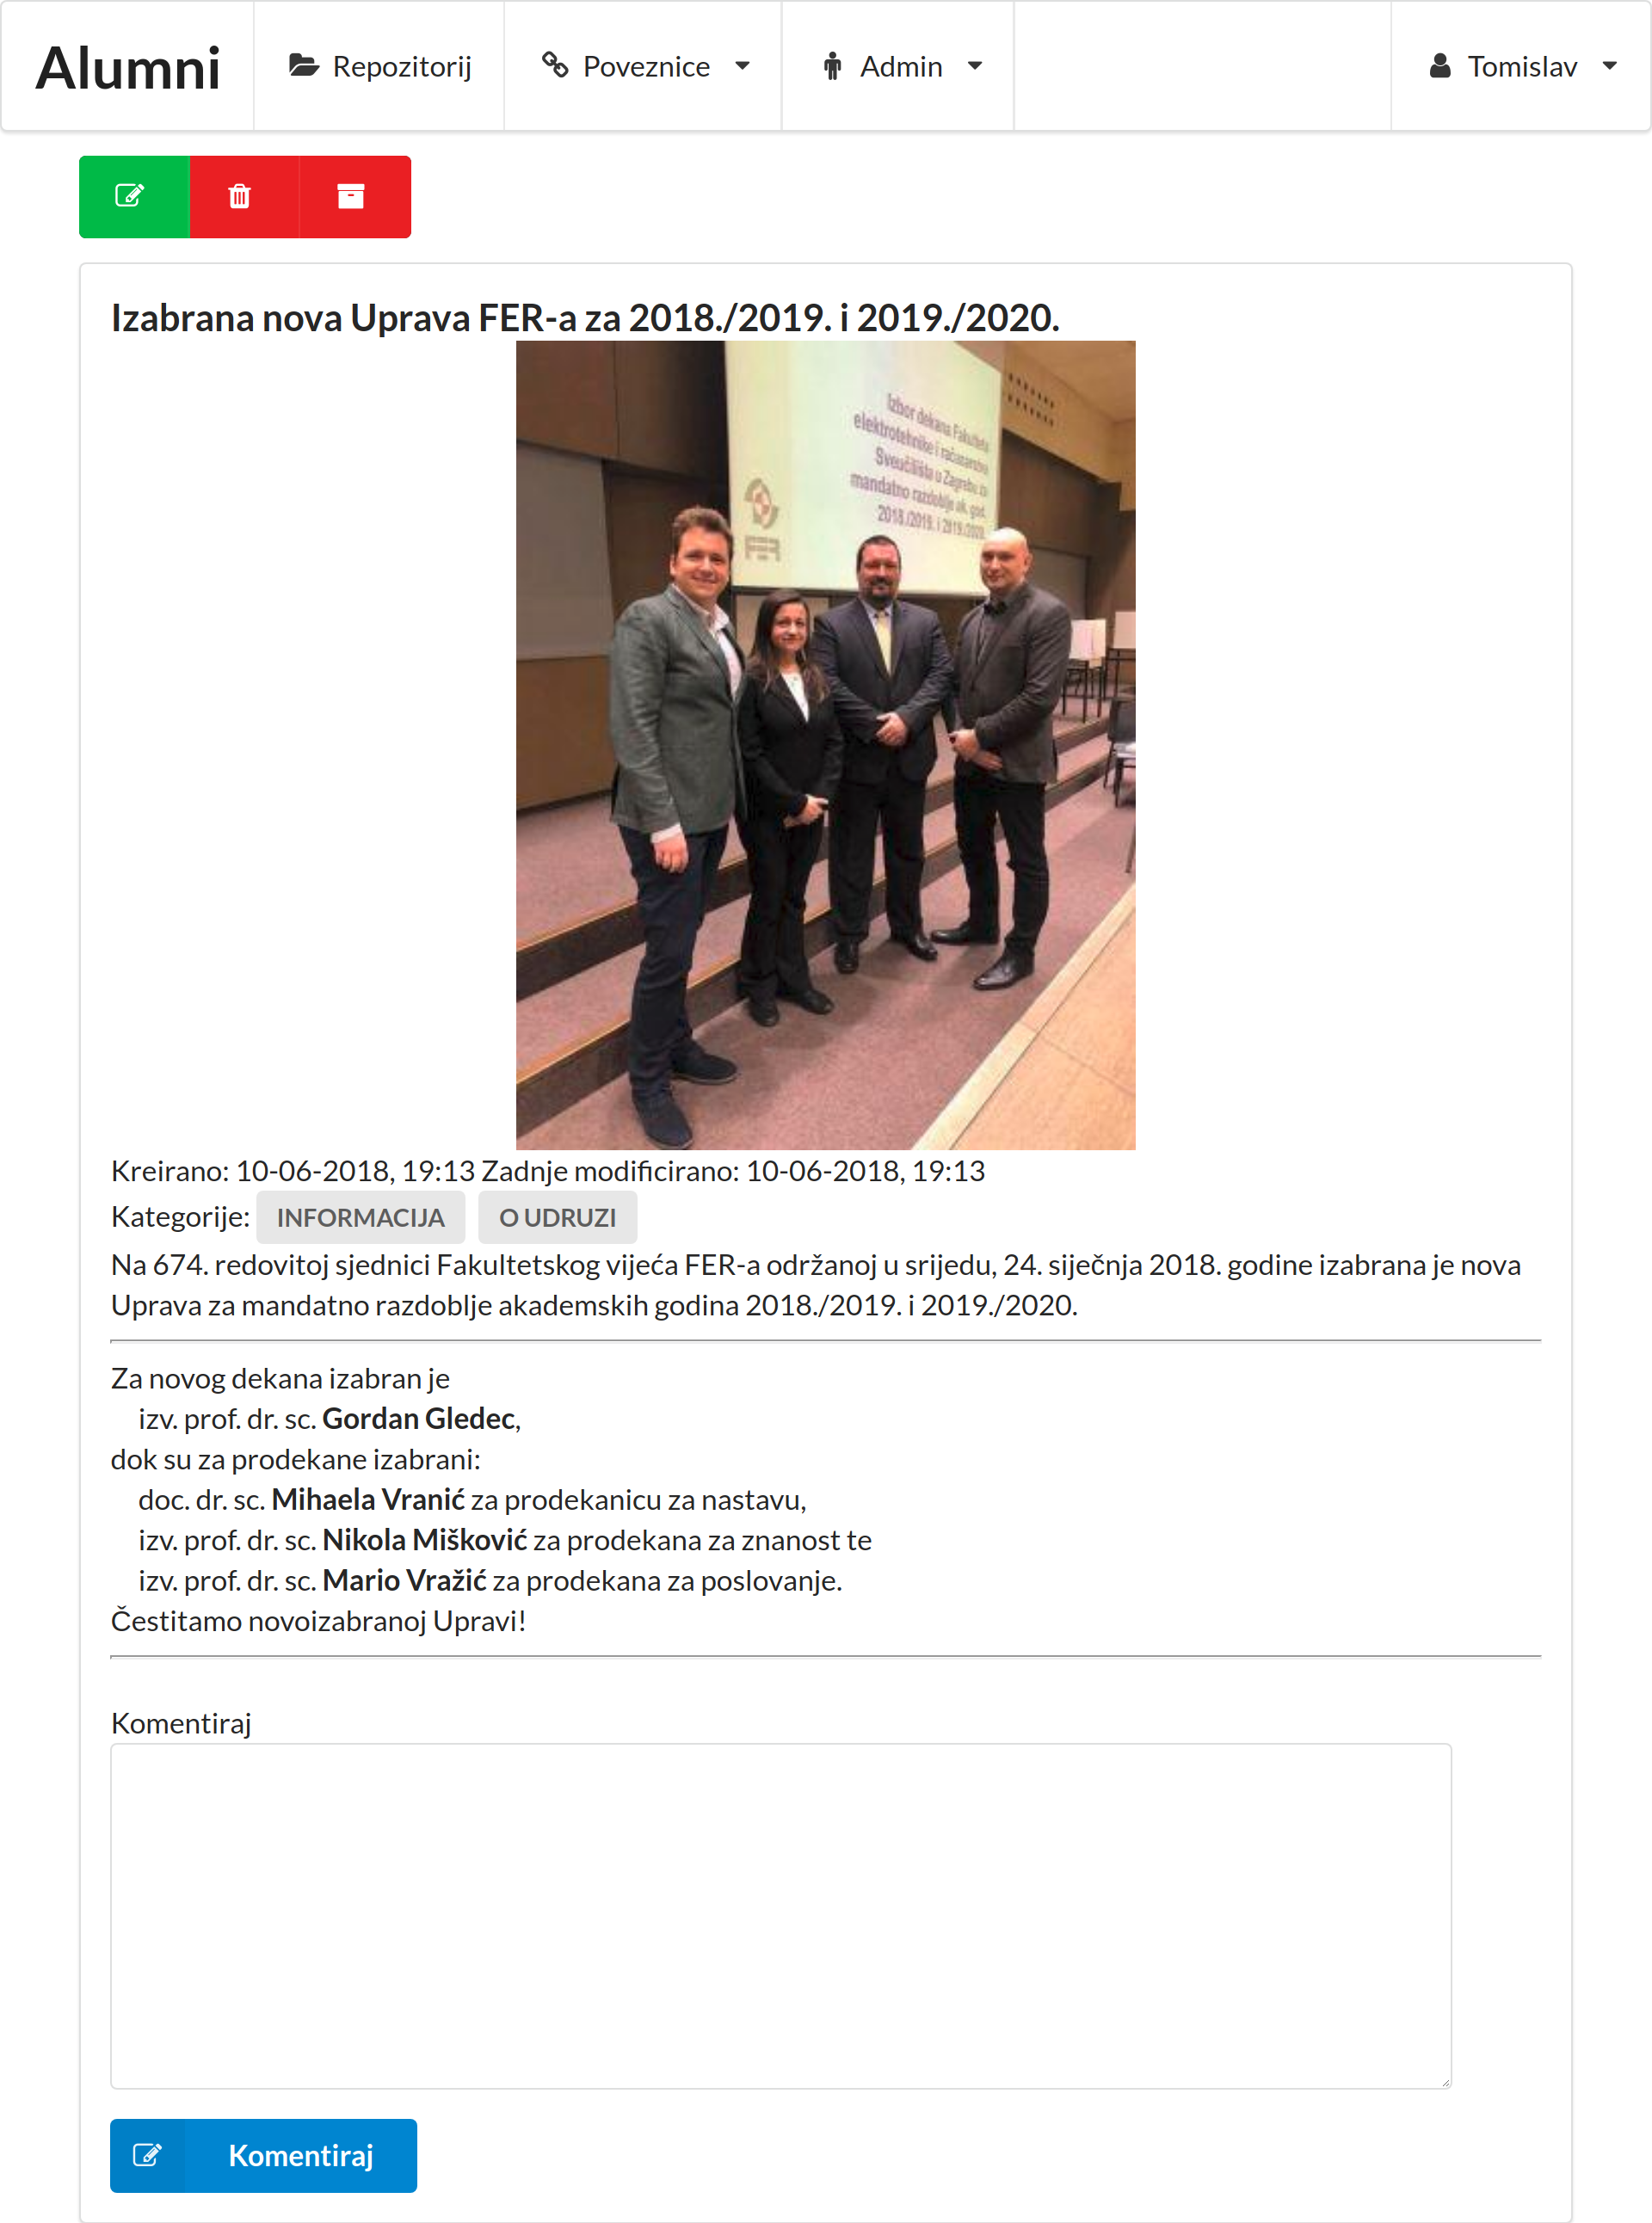 Alumni
Repozitorij
Poveznice
Admin
Tomislav
Izabrana nova Uprava FER-a za 2018./2019. i 2019./2020.
Izbor dekana Fakulteta
elektrotehnike i računarstva
Sveučilišta u Zagrebu za
mandatno razdoblje ak. god.
2018./2019. i 2019./2020.
FER
Kreirano: 10-06-2018, 19:13 Zadnje modificirano: 10-06-2018, 19:13
Kategorije: INFORMACIJA O UDRUZI
Na 674. redovitoj sjednici Fakultetskog vijeća FER-a održanoj u srijedu, 24. siječnja 2018. godine izabrana je nova
Uprava za mandatno razdoblje akademskih godina 2018./2019. i 2019./2020.
Za novog dekana izabran je
izv. prof. dr. sc. Gordan Gledec,
dok su za prodekane izabrani:
doc. dr. sc. Mihaela Vranić za prodekanicu za nastavu,
izv. prof. dr. sc. Nikola Mišković za prodekana za znanost te
izv. prof. dr. sc. Mario Vražić za prodekana za poslovanje.
Čestitamo novoizabranoj Upravi!
Komentiraj
Komentiraj